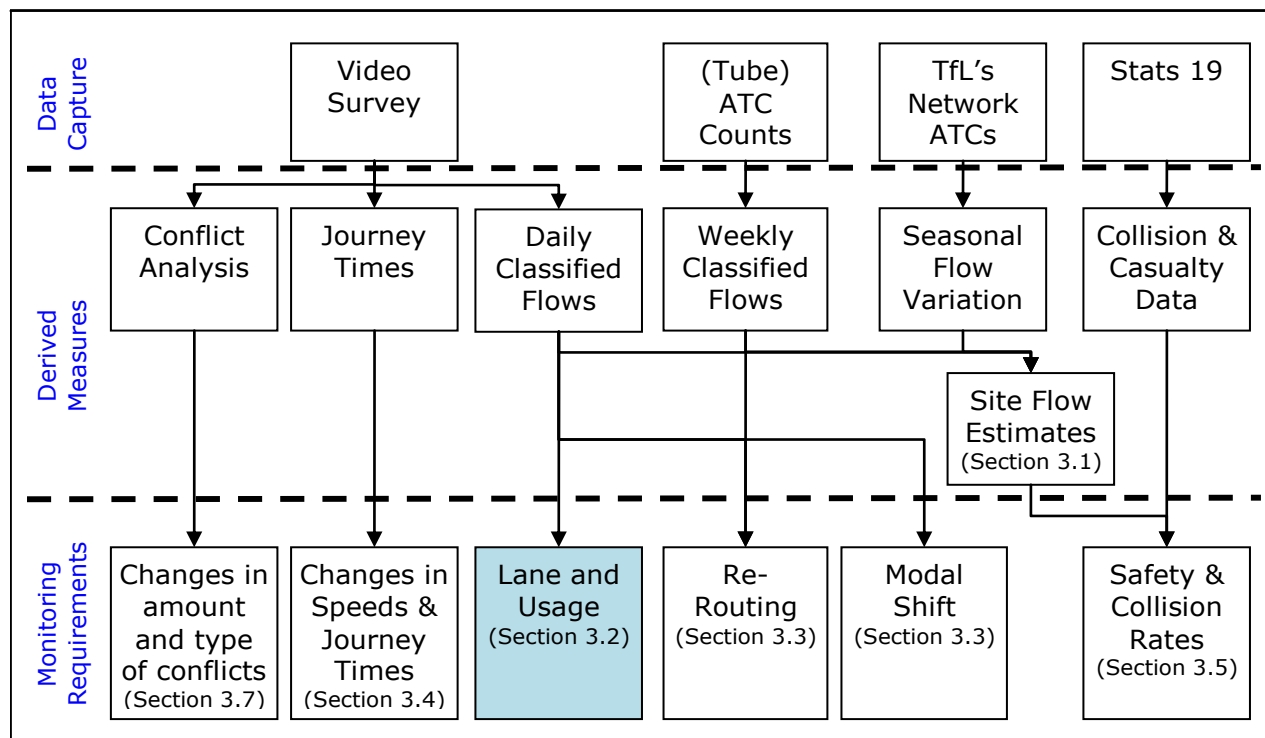 Data
Capture
Video
Survey
(Tube)
ATC
Counts
TfL's
Network
ATCs
Stats 19
Derived
Measures
Conflict
Analysis
Journey
Times
Daily
Classified
Flows
Weekly
Classified
Flows
Seasonal
Flow
Variation
Collision &
Casualty
Data
Site Flow
Estimates
(Section 3.1)
Monitoring
Requirements
Changes in
amount
and type
of conflicts
(Section 3.7)
Changes in
Speeds &
Journey
Times
(Section 3.4)
Lane and
Usage
(Section 3.2)
Re-
Routing
(Section 3.3)
Modal
Shift
(Section 3.3)
Safety &
Collision
Rates
(Section 3.5)